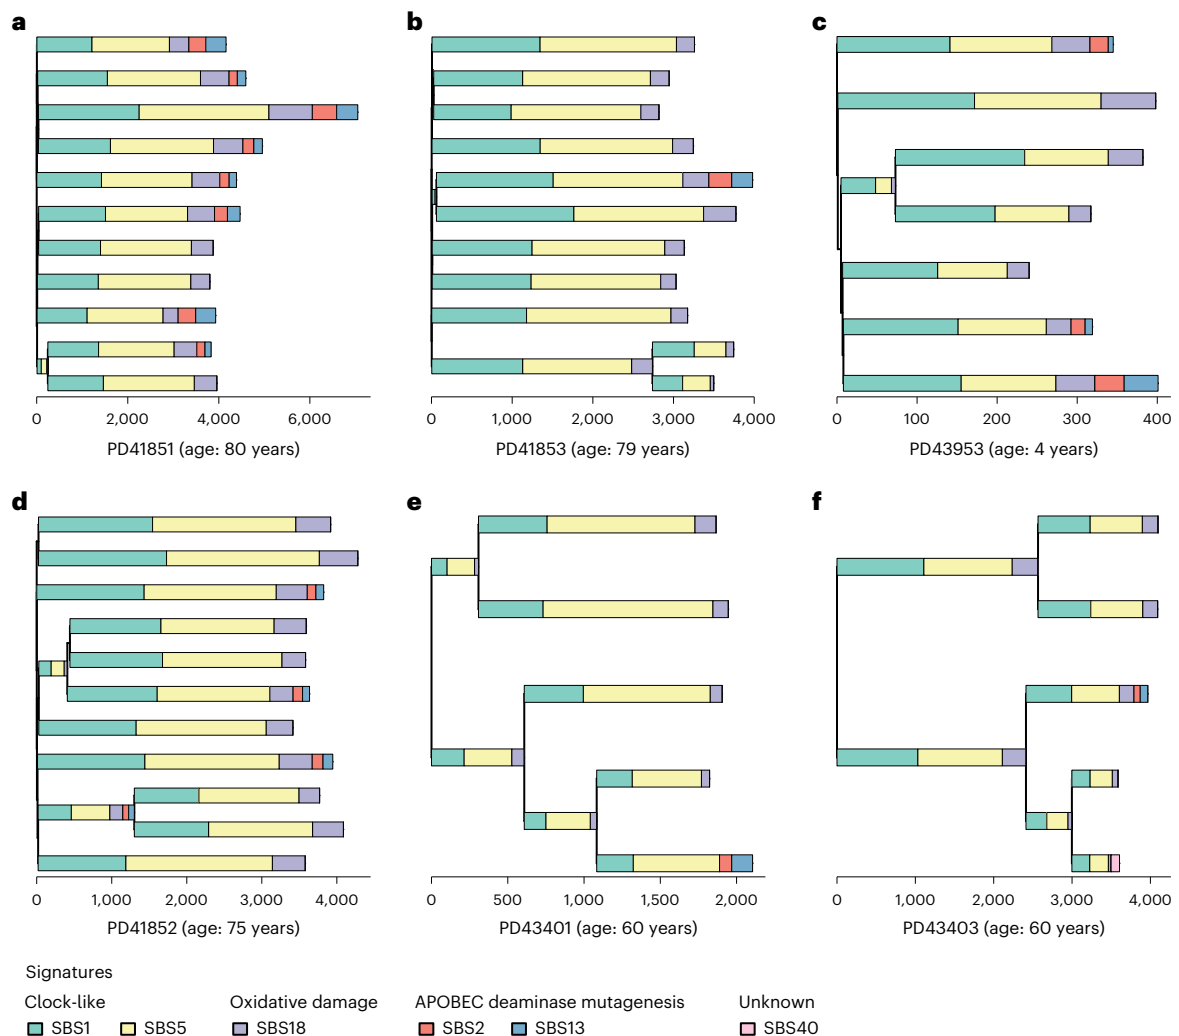 a
0 2,000 4,000 6,000
PD41851 (age: 80 years)
b
0 1,000 2,000 3,000 4,000
PD41853 (age: 79 years)
c
0 100 200 300 400
PD43953 (age: 4 years)
d
0 1,000 2,000 3,000 4,000
PD41852 (age: 75 years)
e
0 500 1,000 1,500 2,000
PD43401 (age: 60 years)
f
0 1,000 2,000 3,000 4,000
PD43403 (age: 60 years)
Signatures
Clock-like Oxidative damage APOBEC deaminase mutagenesis Unknown
SBS1 SBS5 SBS18 SBS2 SBS13 SBS40